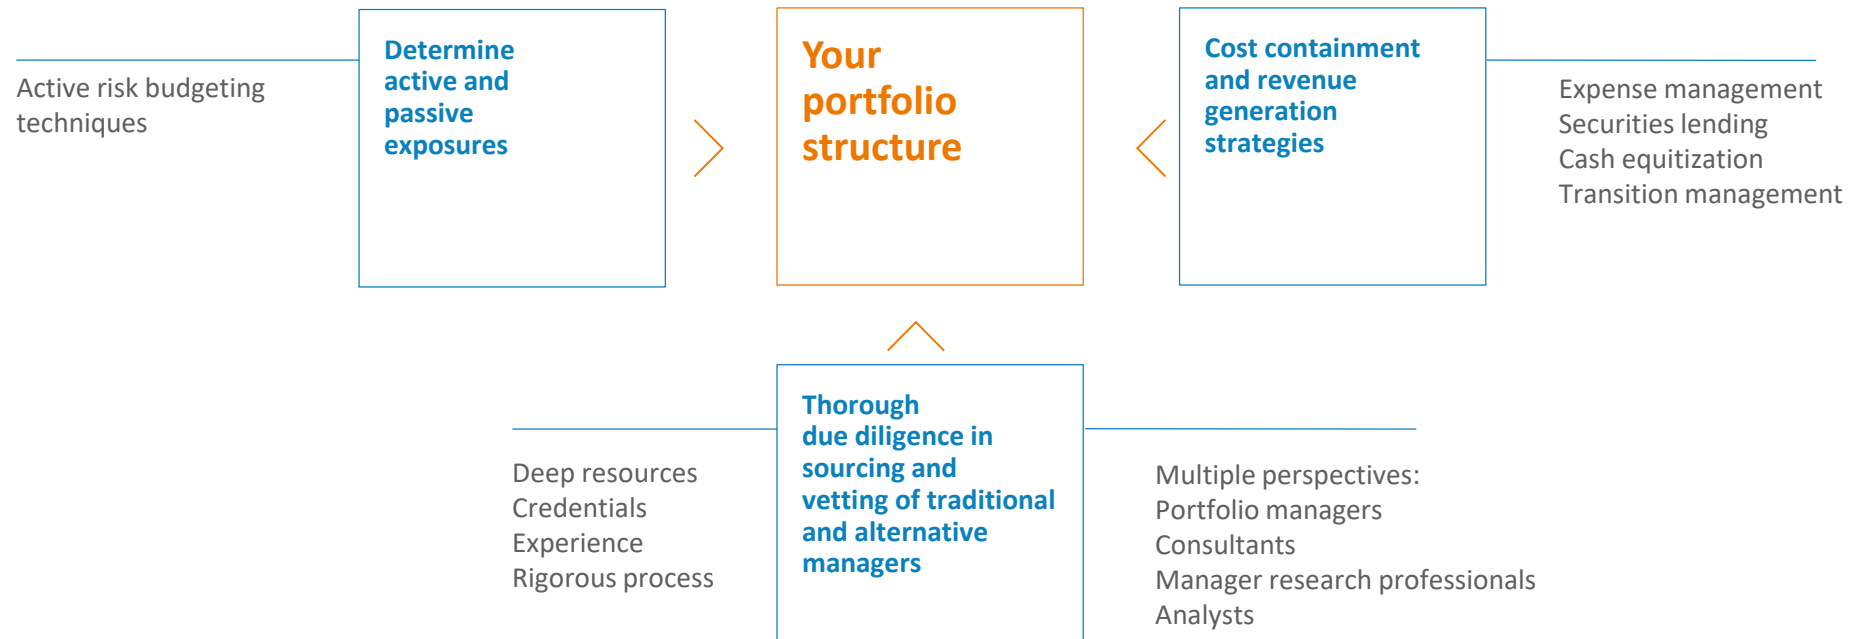 Active risk budgeting
techniques
Determine
active and
passive
exposures
Your
portfolio
structure
Cost containment
and revenue
generation
strategies
Expense management
Securities lending
Cash equitization
Transition management
Deep resources
Credentials
Experience
Rigorous process
Thorough
due diligence in
sourcing and
vetting of traditional
and alternative
managers
Multiple perspectives:
Portfolio managers
Consultants
Manager research professionals
Analysts